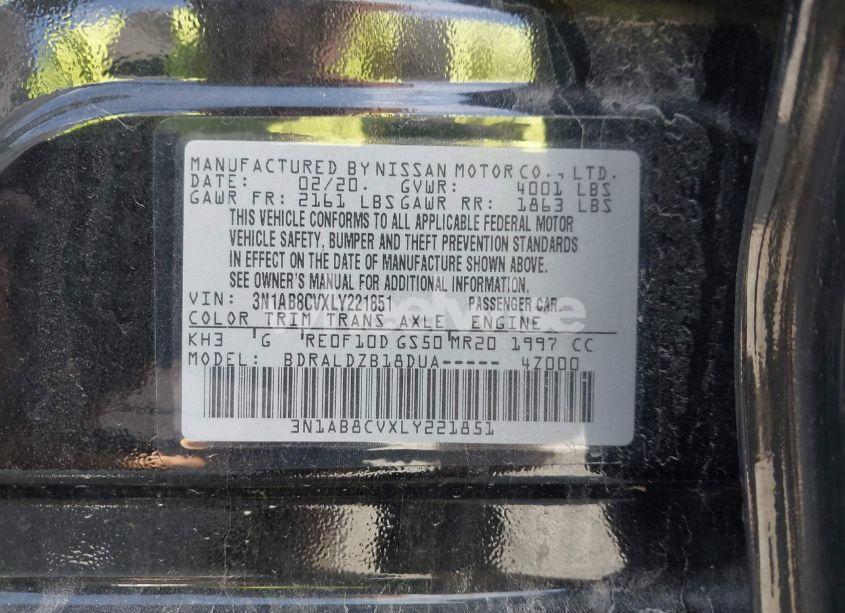 MANUFACTURED BY NISSAN MOTOR CO., LTD.
DATE: 02/20. GVWR: 4001 LBS
GAWR FR: 2161 LBS GAWR RR: 1863 LBS
THIS VEHICLE CONFORMS TO ALL APPLICABLE FEDERAL MOTOR
VEHICLE SAFETY, BUMPER AND THEFT PREVENTION STANDARDS
IN EFFECT ON THE DATE OF MANUFACTURE SHOWN ABOVE.
SEE OWNER'S MANUAL FOR ADDITIONAL INFORMATION.
VIN: 3N1AB8CVXLY221851 PASSENGER CAR.
COLOR TRIM TRANS AXLE ENGINE
KH3 G RE0F10D GS50 MR20 1997 CC
MODEL: BDRALDZB18DUA----- 4Z000
3N1AB8CVXLY221851